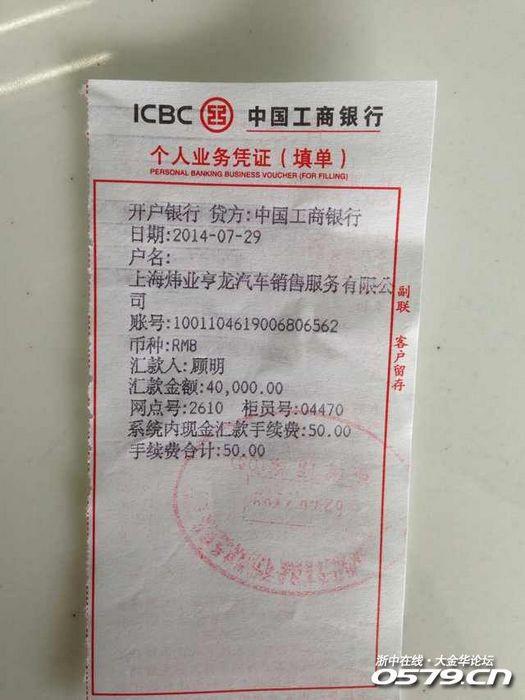 ICBC 中国工商银行
个人业务凭证（填单）
PERSONAL BANKING BUSINESS VOUCHER (FOR FILLING)
开户银行 贷方:中国工商银行
日期:2014-07-29
户名:
上海炜业亨龙汽车销售服务有限公
司
账号:1001104619006806562
币种:RMB
汇款人:顾明
汇款金额:40,000.00
网点号:2610 柜员号:04470
系统内现金汇款手续费:50.00
手续费合计:50.00
副联 客户留存
浙中在线·大金华论坛
0579.CN